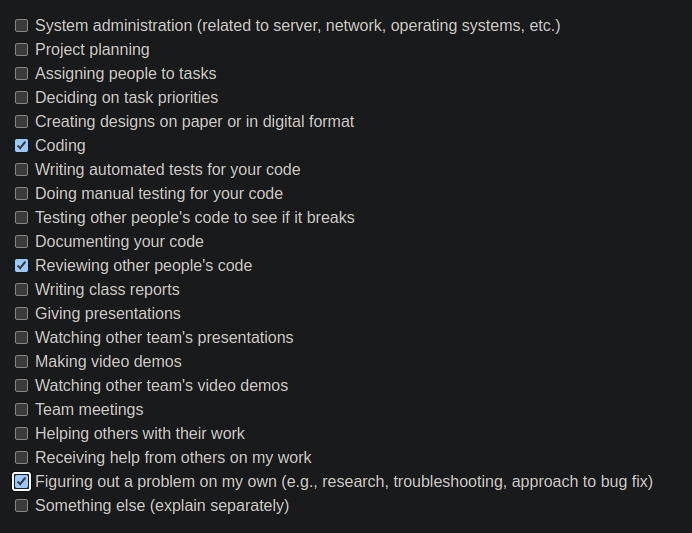 System administration (related to server, network, operating systems, etc.)
Project planning
Assigning people to tasks
Deciding on task priorities
Creating designs on paper or in digital format
Coding
Writing automated tests for your code
Doing manual testing for your code
Testing other people's code to see if it breaks
Documenting your code
Reviewing other people's code
Writing class reports
Giving presentations
Watching other team's presentations
Making video demos
Watching other team's video demos
Team meetings
Helping others with their work
Receiving help from others on my work
Figuring out a problem on my own (e.g., research, troubleshooting, approach to bug fix)
Something else (explain separately)